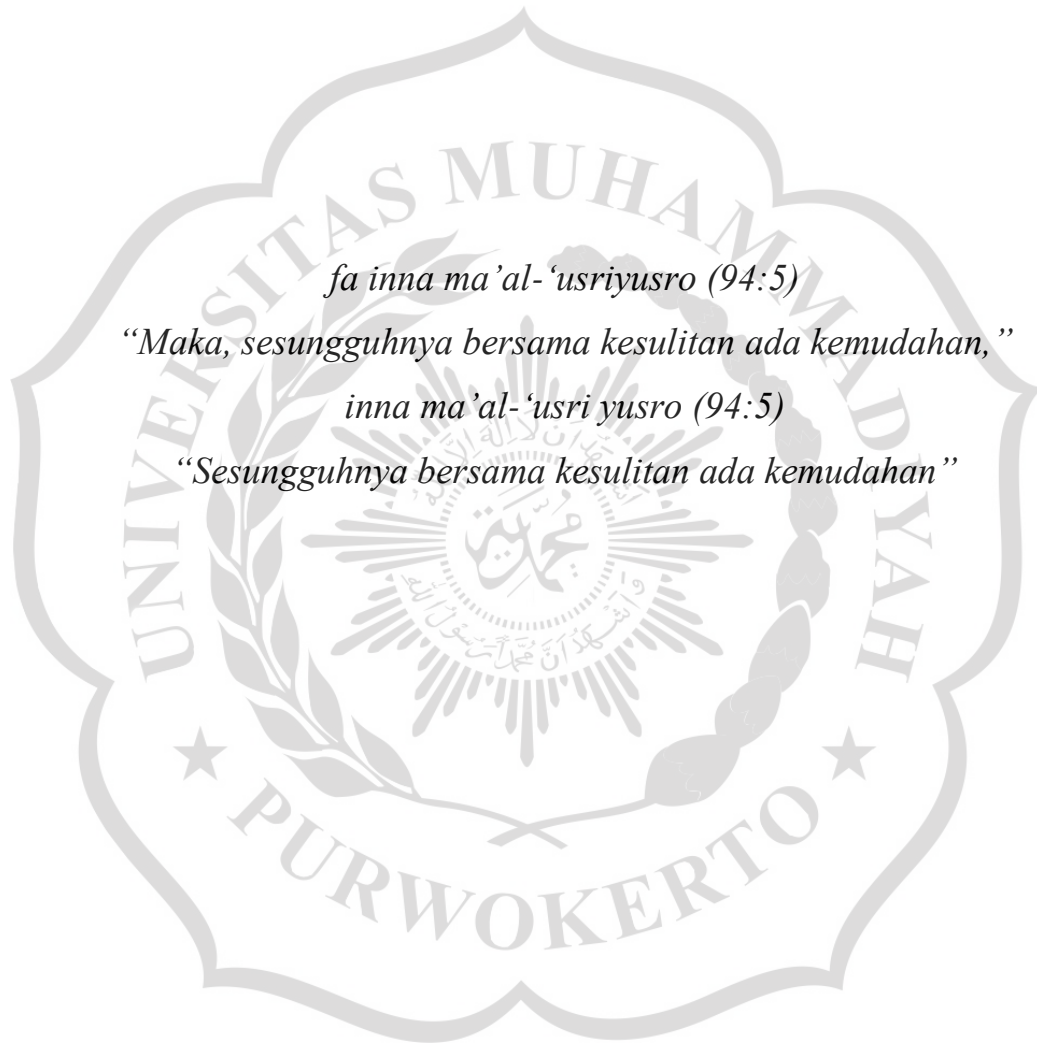 UNIVERSITAS MUHAMMADIYAH
fa inna ma’al-‘usriyusro (94:5)
“Maka, sesungguhnya bersama kesulitan ada kemudahan,”
inna ma’al-‘usri yusro (94:5)
“Sesungguhnya bersama kesulitan ada kemudahan”
محمد
PURWOKERTO